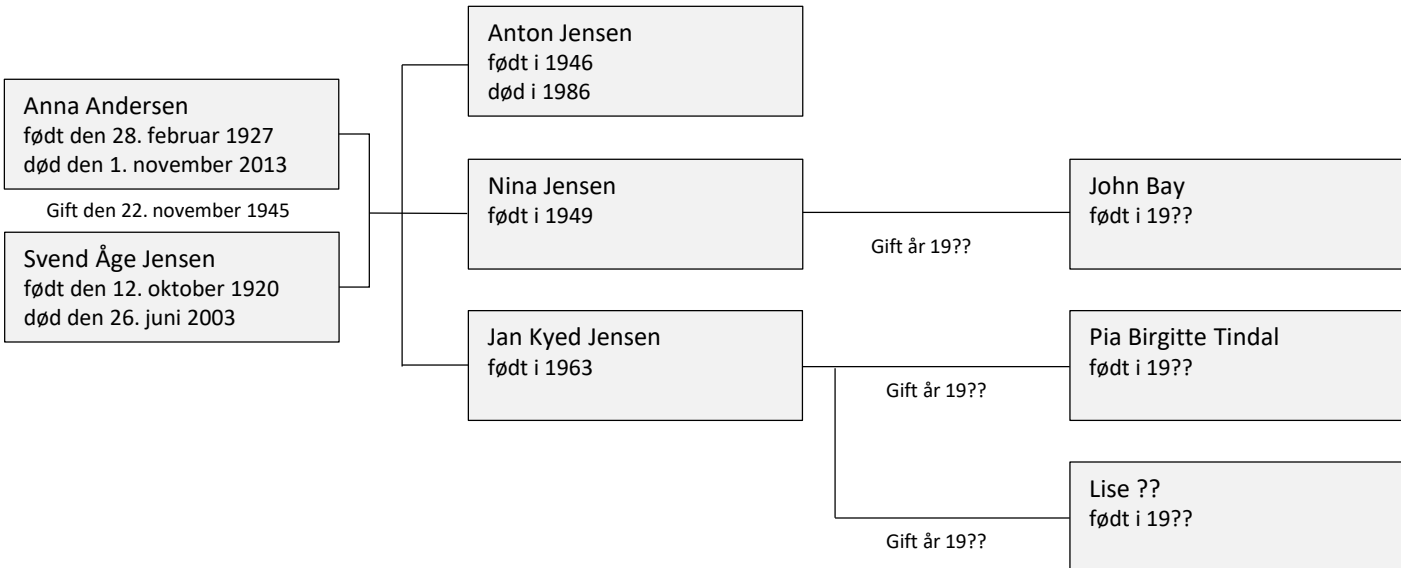 Anton Jensen
født i 1946
død i 1986
Anna Andersen
født den 28. februar 1927
død den 1. november 2013
Gift den 22. november 1945
Svend Åge Jensen
født den 12. oktober 1920
død den 26. juni 2003
Nina Jensen
født i 1949
Gift år 19??
John Bay
født i 19??
Jan Kyed Jensen
født i 1963
Gift år 19??
Pia Birgitte Tindal
født i 19??
Gift år 19??
Lise ??
født i 19??